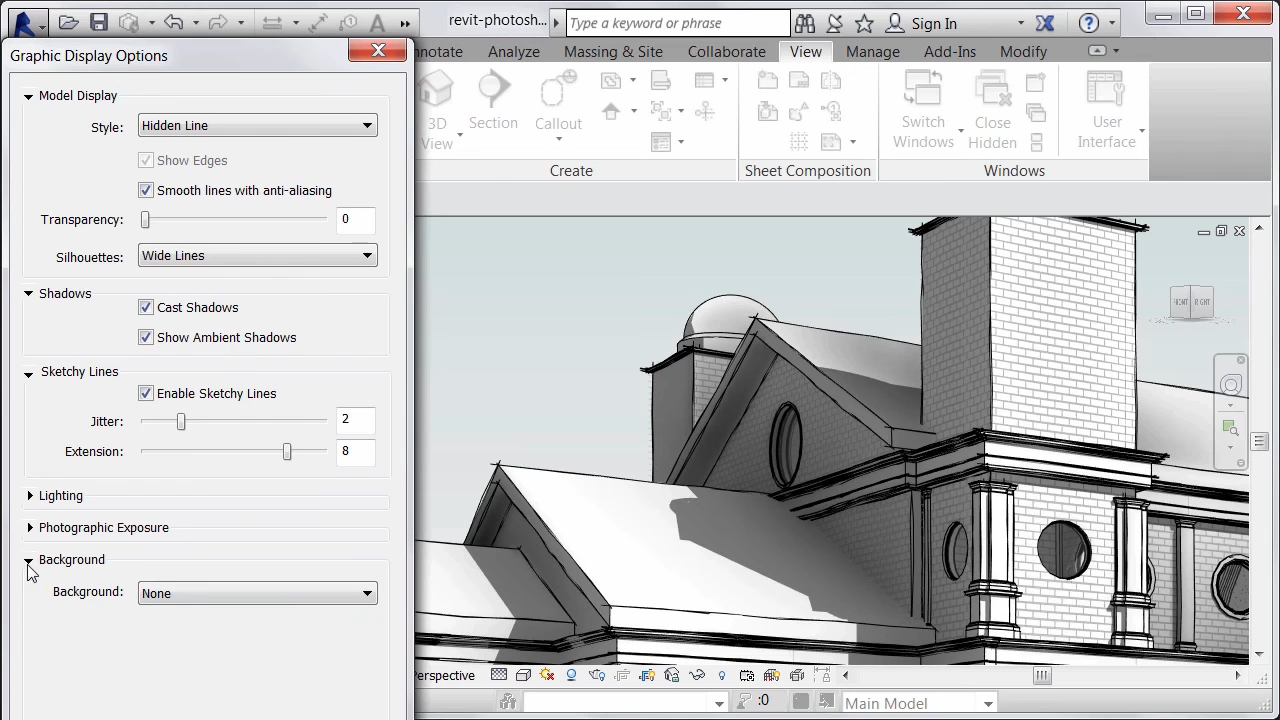 revit-photosh...
Type a keyword or phrase
Sign In
Graphic Display Options
nnotate Analyze Massing & Site Collaborate View Manage Add-Ins Modify
3D View
Section
Callout
Switch Windows
Close Hidden
User Interface
Create
Sheet Composition
Windows
Model Display
Style: Hidden Line
Show Edges
Smooth lines with anti-aliasing
Transparency: 0
Silhouettes: Wide Lines
Shadows
Cast Shadows
Show Ambient Shadows
Sketchy Lines
Enable Sketchy Lines
Jitter: 2
Extension: 8
Lighting
Photographic Exposure
Background
Background: None
FRONT RIGHT
Perspective
:0
Main Model